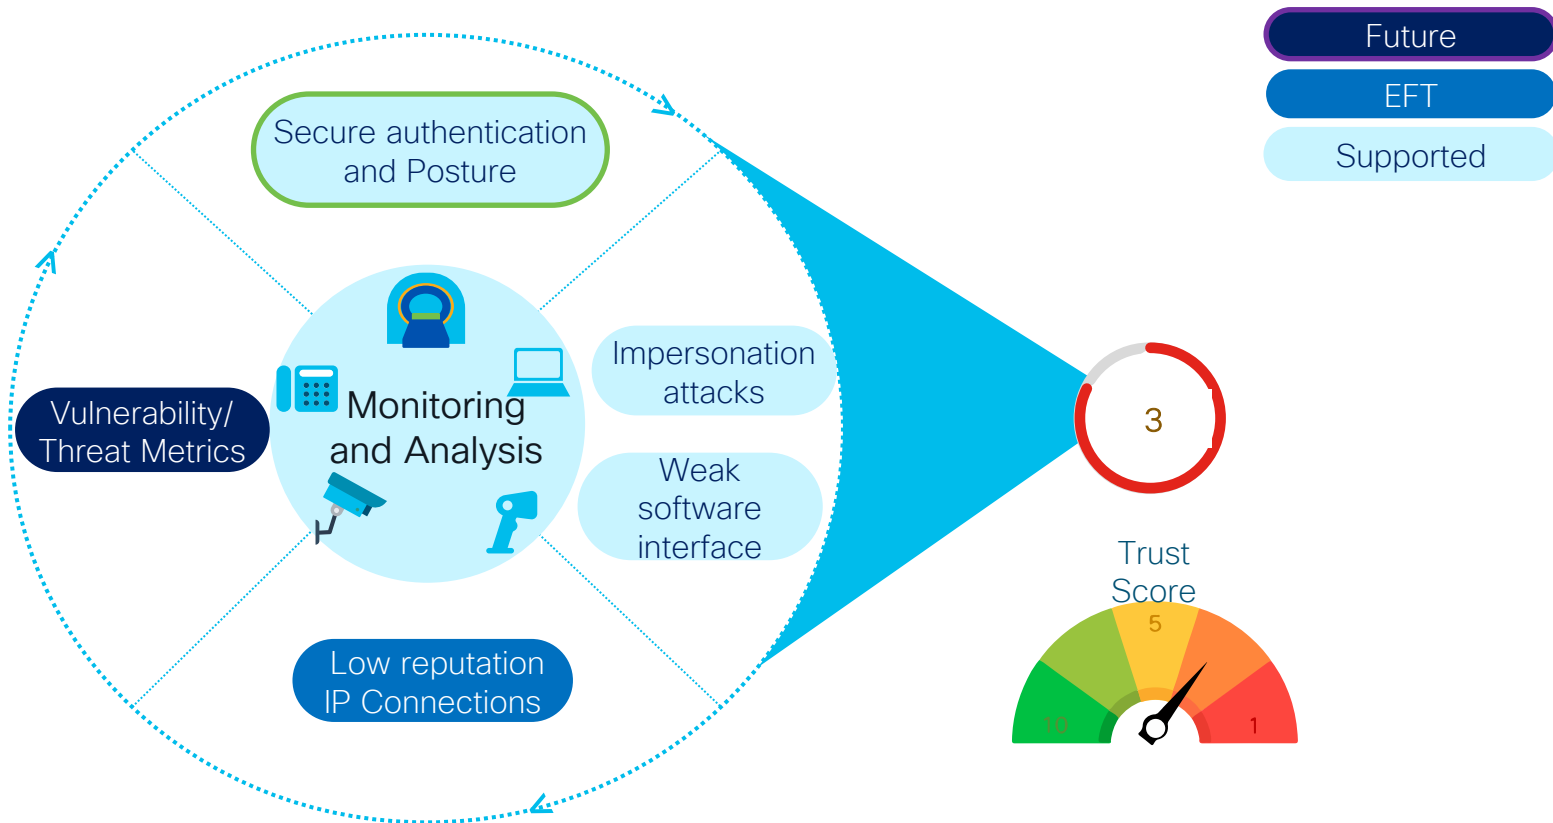 Future
EFT
Supported
Secure authentication
and Posture
Impersonation
attacks
Weak
software
interface
Monitoring
and Analysis
Vulnerability/
Threat Metrics
Low reputation
IP Connections
3
Trust
Score
5
10
1